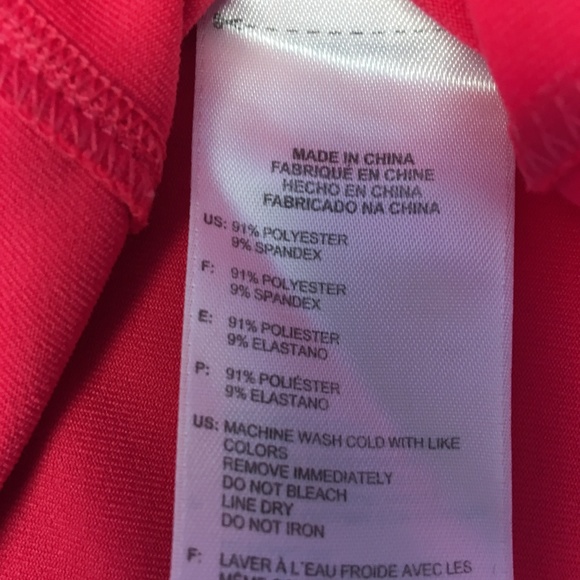 MADE IN CHINA
FABRIQUÉ EN CHINE
HECHO EN CHINA
FABRICADO NA CHINA
US: 91% POLYESTER
9% SPANDEX
F: 91% POLYESTER
9% SPANDEX
E: 91% POLIESTER
9% ELASTANO
P: 91% POLIÉSTER
9% ELASTANO
US: MACHINE WASH COLD WITH LIKE
COLORS
REMOVE IMMEDIATELY
DO NOT BLEACH
LINE DRY
DO NOT IRON
F: LAVER À L'EAU FROIDE AVEC LES